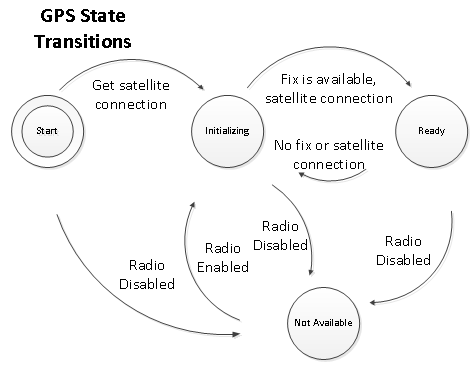 GPS State
Transitions
Get satellite
connection
Fix is available,
satellite connection
Start
Initializing
Ready
No fix or satellite
connection
Radio
Disabled
Radio
Enabled
Radio
Disabled
Radio
Disabled
Not Available